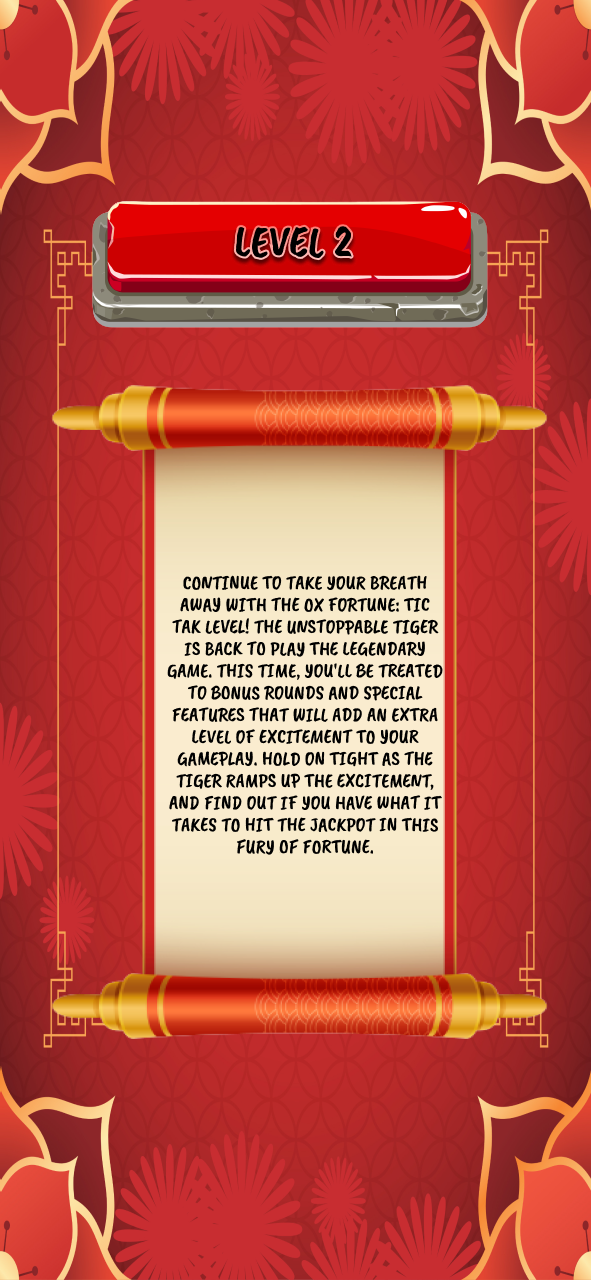 LEVEL 2
CONTINUE TO TAKE YOUR BREATH
AWAY WITH THE OX FORTUNE: TIC
TAK LEVEL! THE UNSTOPPABLE TIGER
IS BACK TO PLAY THE LEGENDARY
GAME. THIS TIME, YOU'LL BE TREATED
TO BONUS ROUNDS AND SPECIAL
FEATURES THAT WILL ADD AN EXTRA
LEVEL OF EXCITEMENT TO YOUR
GAMEPLAY. HOLD ON TIGHT AS THE
TIGER RAMPS UP THE EXCITEMENT,
AND FIND OUT IF YOU HAVE WHAT IT
TAKES TO HIT THE JACKPOT IN THIS
FURY OF FORTUNE.